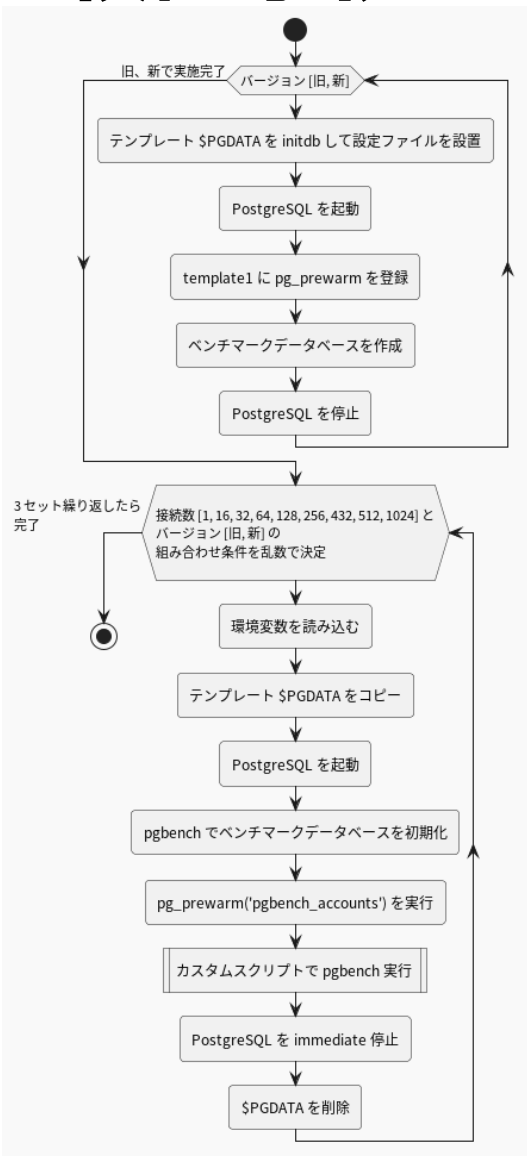 旧、新で実施完了
バージョン [旧, 新]
テンプレート $PGDATA を initdb して設定ファイルを設置
PostgreSQL を起動
template1 に pg_prewarm を登録
ベンチマークデータベースを作成
PostgreSQL を停止
3 セット繰り返したら
完了
接続数 [1, 16, 32, 64, 128, 256, 432, 512, 1024] と
バージョン [旧, 新] の
組み合わせ条件を乱数で決定
環境変数を読み込む
テンプレート $PGDATA をコピー
PostgreSQL を起動
pgbench でベンチマークデータベースを初期化
pg_prewarm('pgbench_accounts') を実行
カスタムスクリプトで pgbench 実行
PostgreSQL を immediate 停止
$PGDATA を削除